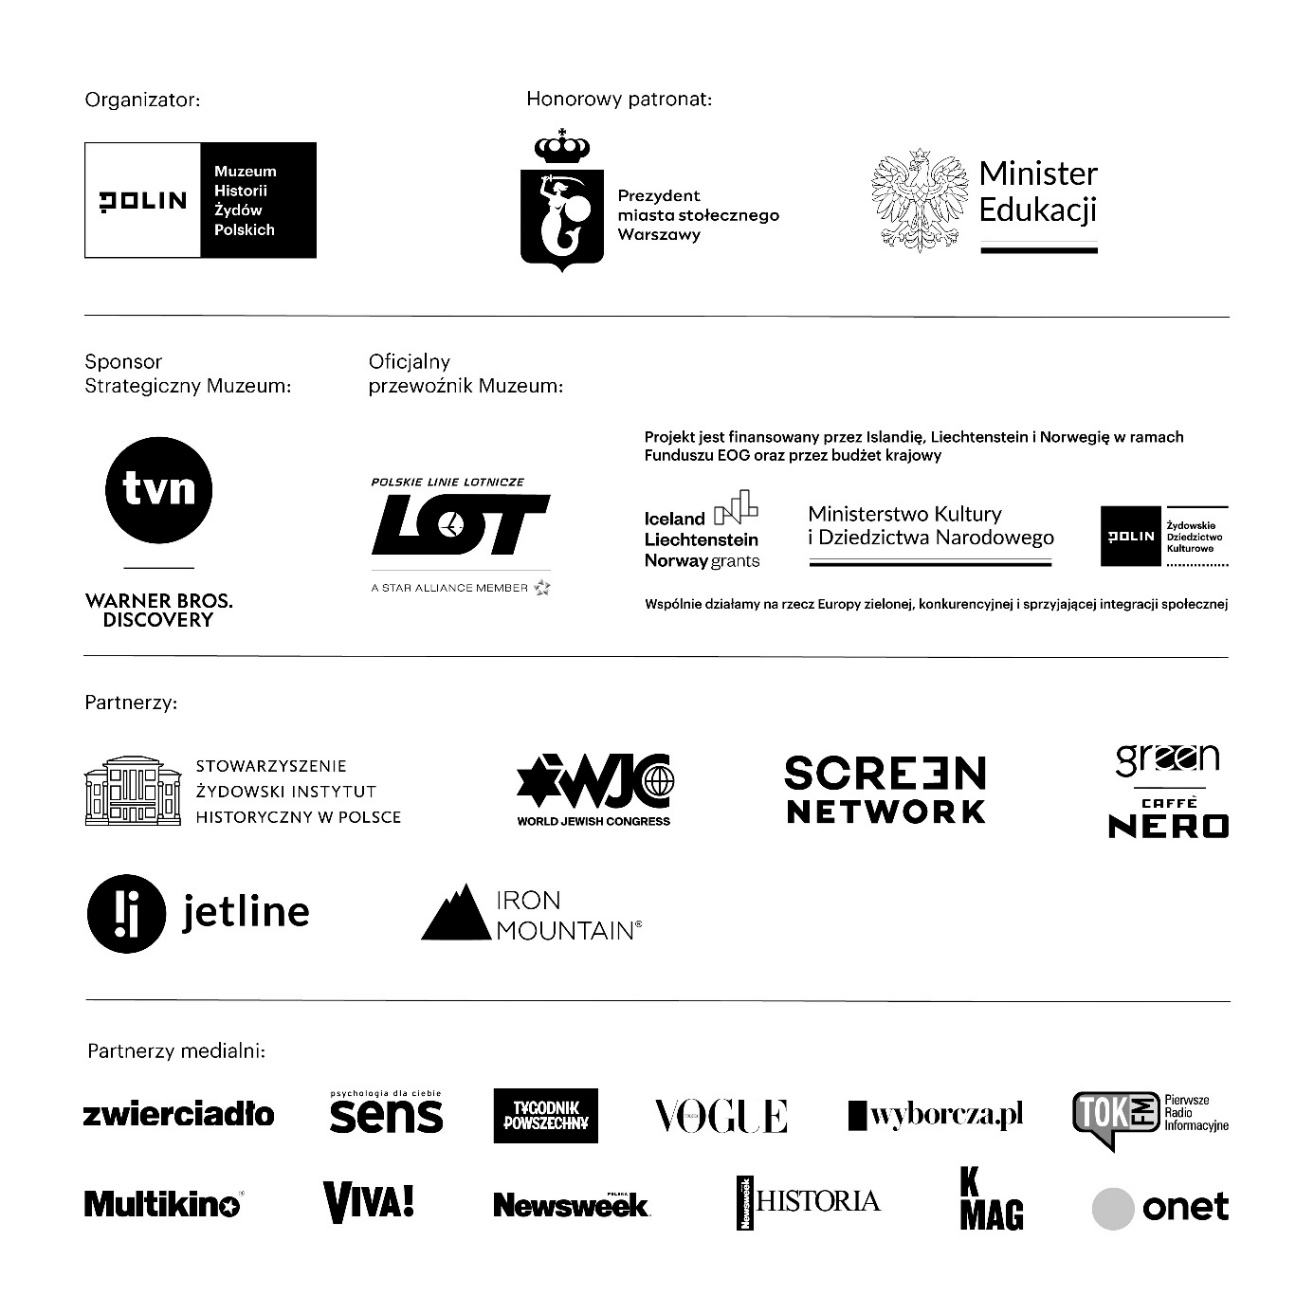 Organizator:
Honorowy patronat:
POLIN
Muzeum
Historii
Żydów
Polskich
Prezydent
miasta stołecznego
Warszawy
Minister
Edukacji
Sponsor
Strategiczny Muzeum:
Oficjalny
przewoźnik Muzeum:
tvn
WARNER BROS.
DISCOVERY
POLSKIE LINIE LOTNICZE
LOT
A STAR ALLIANCE MEMBER
Projekt jest finansowany przez Islandię, Liechtenstein i Norwegię w ramach
Funduszu EOG oraz przez budżet krajowy
Iceland
Liechtenstein
Norway grants
Ministerstwo Kultury
i Dziedzictwa Narodowego
POLIN
Żydowskie
Dziedzictwo
Kulturowe
Wspólnie działamy na rzecz Europy zielonej, konkurencyjnej i sprzyjającej integracji społecznej
Partnerzy:
STOWARZYSZENIE
ŻYDOWSKI INSTYTUT
HISTORYCZNY W POLSCE
WJC
WORLD JEWISH CONGRESS
SCREEN
NETWORK
green
CAFFÈ
NERO
jetline
IRON
MOUNTAIN®
Partnerzy medialni:
zwierciadło
psychologia dla ciebie
sens
TYGODNIK
POWSZECHNY
VOGUE
wyborcza.pl
TOK
FM
Pierwsze
Radio
Informacyjne
Multikino®
VIVA!
POLSKA
Newsweek
Newsweek
HISTORIA
K
MAG
onet